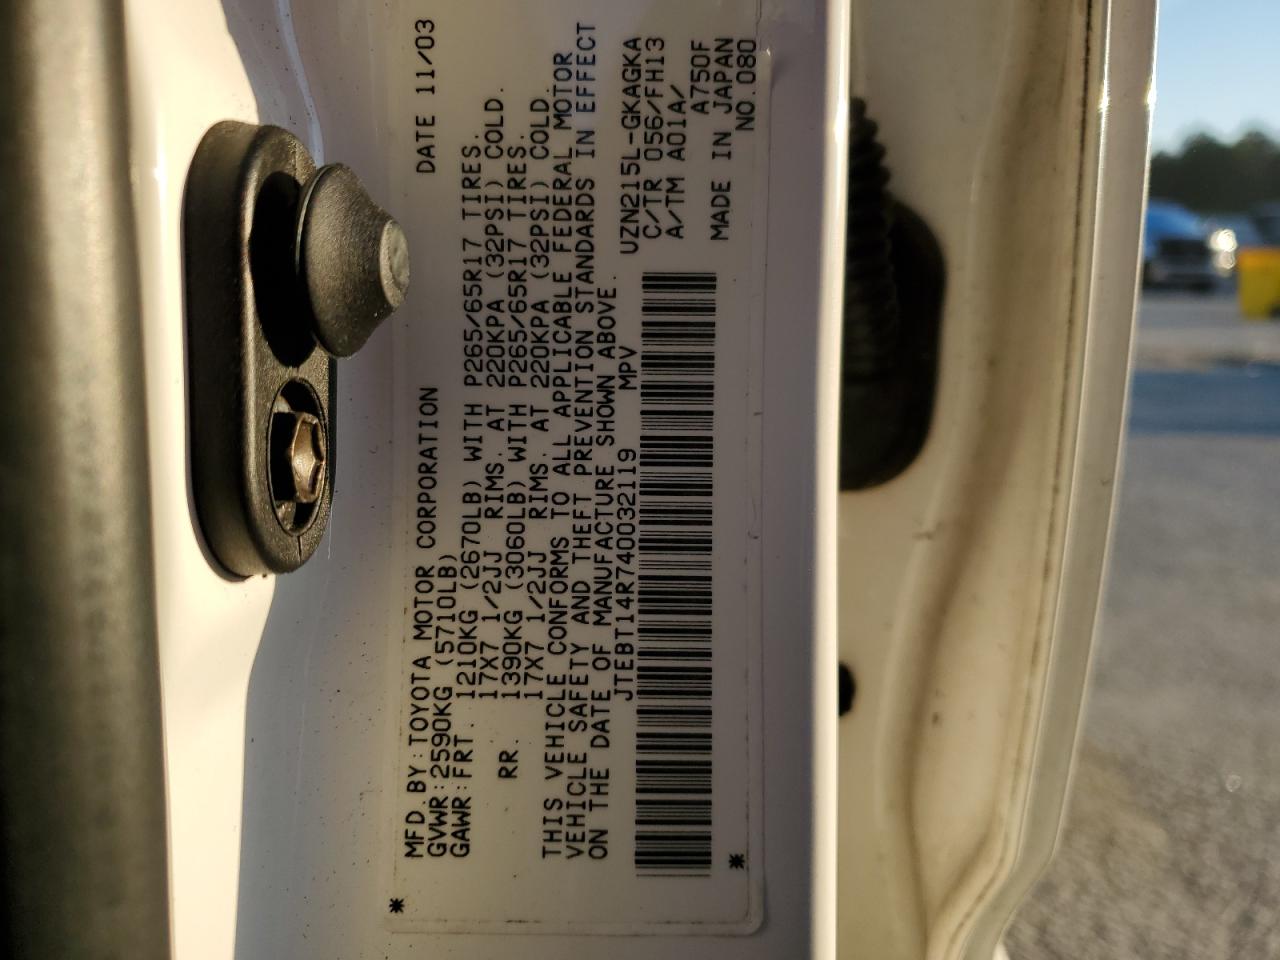 DATE 11/03
MFD.BY:TOYOTA MOTOR CORPORATION
GVWR:2590KG (5710LB)
GAWR:FRT. 1210KG (2670LB) WITH P265/65R17 TIRES.
17X7 1/2JJ RIMS. AT 220KPA (32PSI) COLD.
RR. 1390KG (3060LB) WITH P265/65R17 TIRES.
17X7 1/2JJ RIMS. AT 220KPA (32PSI) COLD.
THIS VEHICLE CONFORMS TO ALL APPLICABLE FEDERAL MOTOR
VEHICLE SAFETY AND THEFT PREVENTION STANDARDS IN EFFECT
ON THE DATE OF MANUFACTURE SHOWN ABOVE.
JTEBT14R740032119 MPV
UZN215L-GKAGKA
C/TR 056/FH13
A/TM A01A/
A750F
MADE IN JAPAN
NO.080